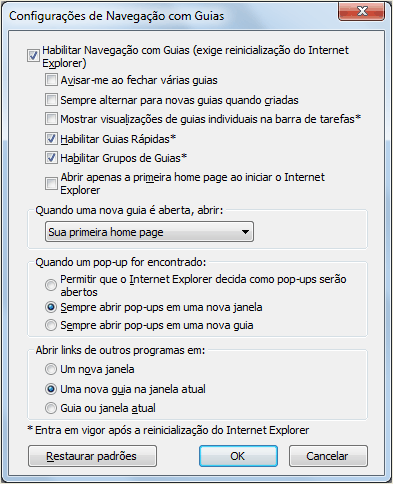 Configurações de Navegação com Guias
Habilitar Navegação com Guias (exige reinicialização do Internet
Explorer)
Avisar-me ao fechar várias guias
Sempre alternar para novas guias quando criadas
Mostrar visualizações de guias individuais na barra de tarefas*
Habilitar Guias Rápidas*
Habilitar Grupos de Guias*
Abrir apenas a primeira home page ao iniciar o Internet
Explorer
Quando uma nova guia é aberta, abrir:
Sua primeira home page
Quando um pop-up for encontrado:
Permitir que o Internet Explorer decida como pop-ups serão
abertos
Sempre abrir pop-ups em uma nova janela
Sempre abrir pop-ups em uma nova guia
Abrir links de outros programas em:
Um nova janela
Uma nova guia na janela atual
Guia ou janela atual
* Entra em vigor após a reinicialização do Internet Explorer
Restaurar padrões
OK
Cancelar